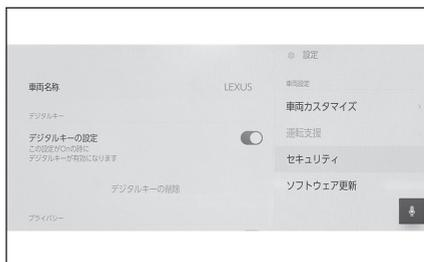 車両名称
LEXUS
デジタルキー
デジタルキーの設定
この設定がOnの時に
デジタルキーが有効になります
デジタルキーの削除
プライバシー
設定
車両設定
車両カスタマイズ
運転支援
セキュリティ
ソフトウェア更新